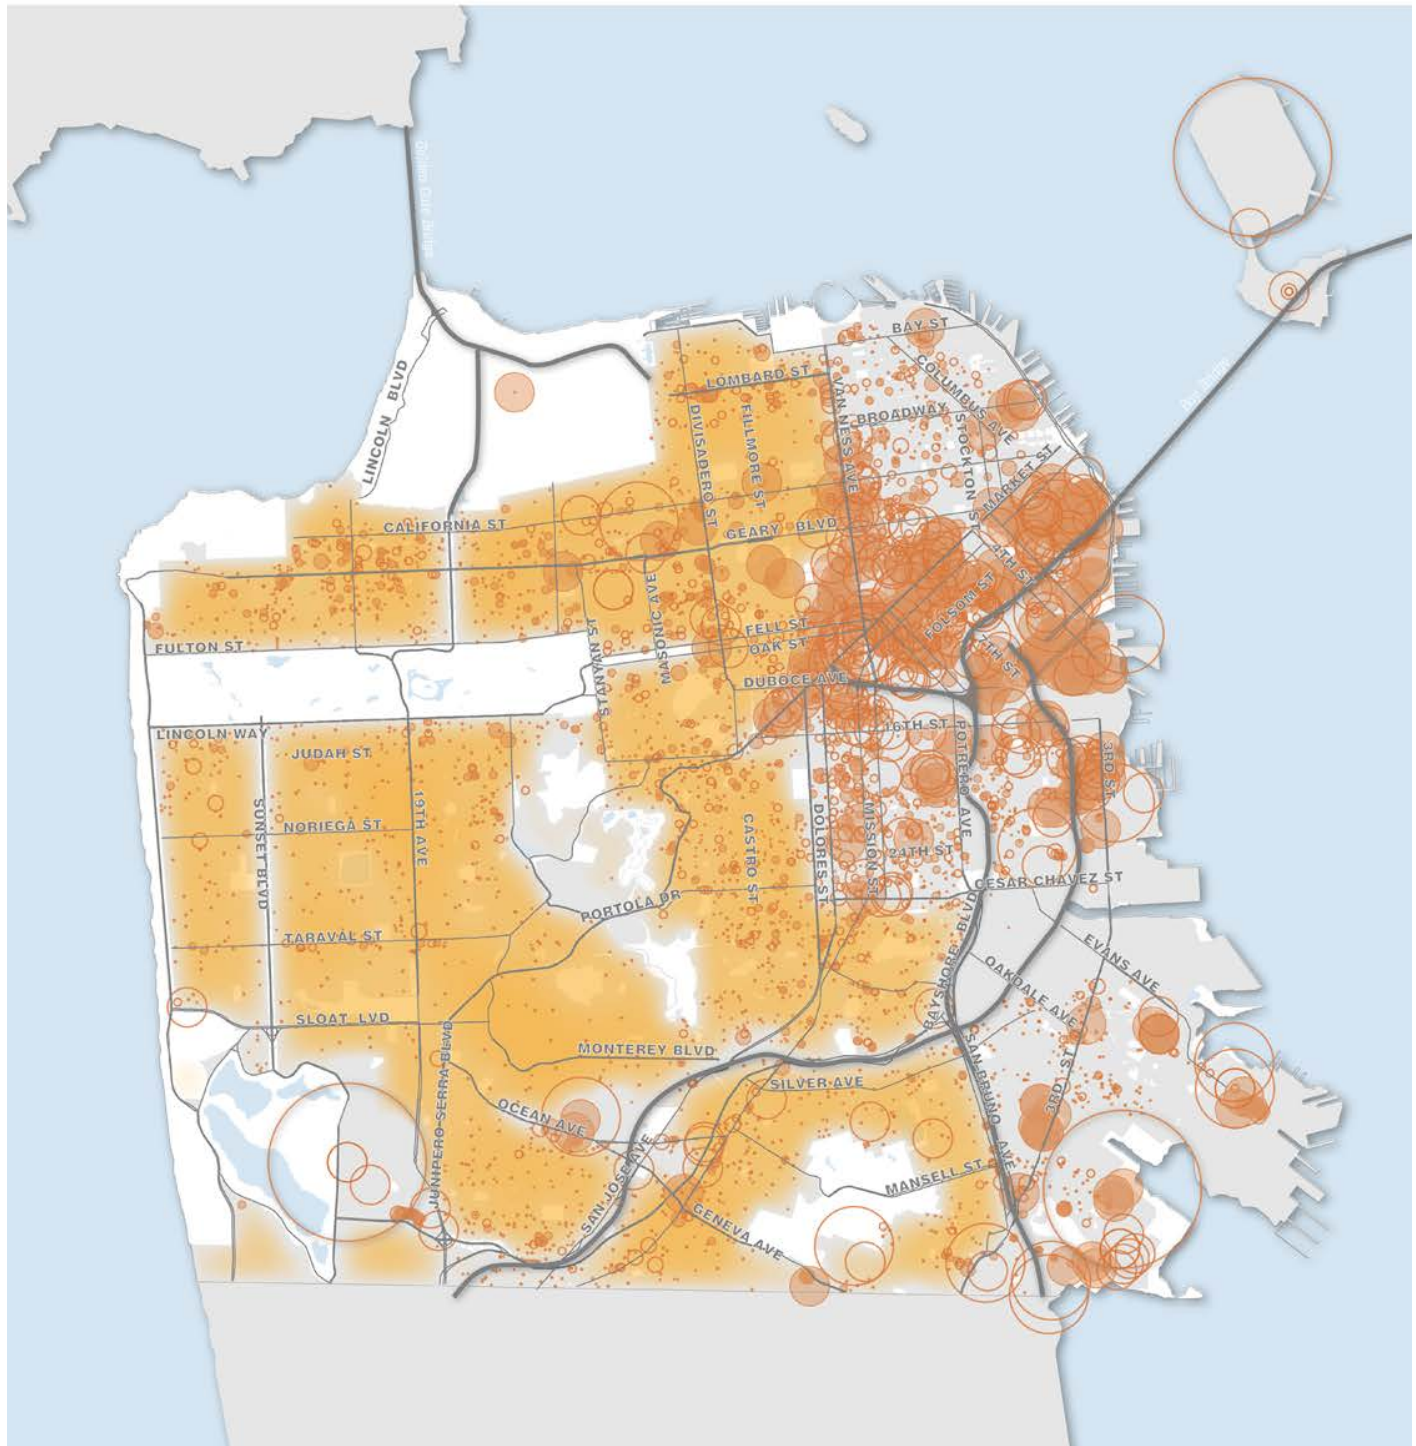 Golden Gate Bridge
BAY ST
COLUMBUS AVE
LOMBARD ST
VAN NESS AVE
BROADWAY
LINCOLN BLVD
DIVISADERO ST
FILLMORE ST
STOCKTON ST
MARKET ST
Bay Bridge
CALIFORNIA ST
GEARY BLVD
4TH ST
FOLSOM ST
MASONIC AVE
STANYAN ST
FULTON ST
FELL ST
OAK ST
7TH ST
DUBOCE AVE
LINCOLN WAY
16TH ST
JUDAH ST
POTRERO AVE
3RD ST
SUNSET BLVD
19TH AVE
NORIEGA ST
CASTRO ST
DOLORES ST
MISSION ST
24TH ST
CESAR CHAVEZ ST
PORTOLA DR
TARAVAL ST
BAYSHORE BLVD
EVANS AVE
OAKDALE AVE
SLOAT LVD
MONTEREY BLVD
SILVER AVE
SAN BRUNO AVE
3RD ST
JUNIPERO SERRA BLVD
OCEAN AVE
SAN JOSE AVE
MANSELL ST
GENEVA AVE